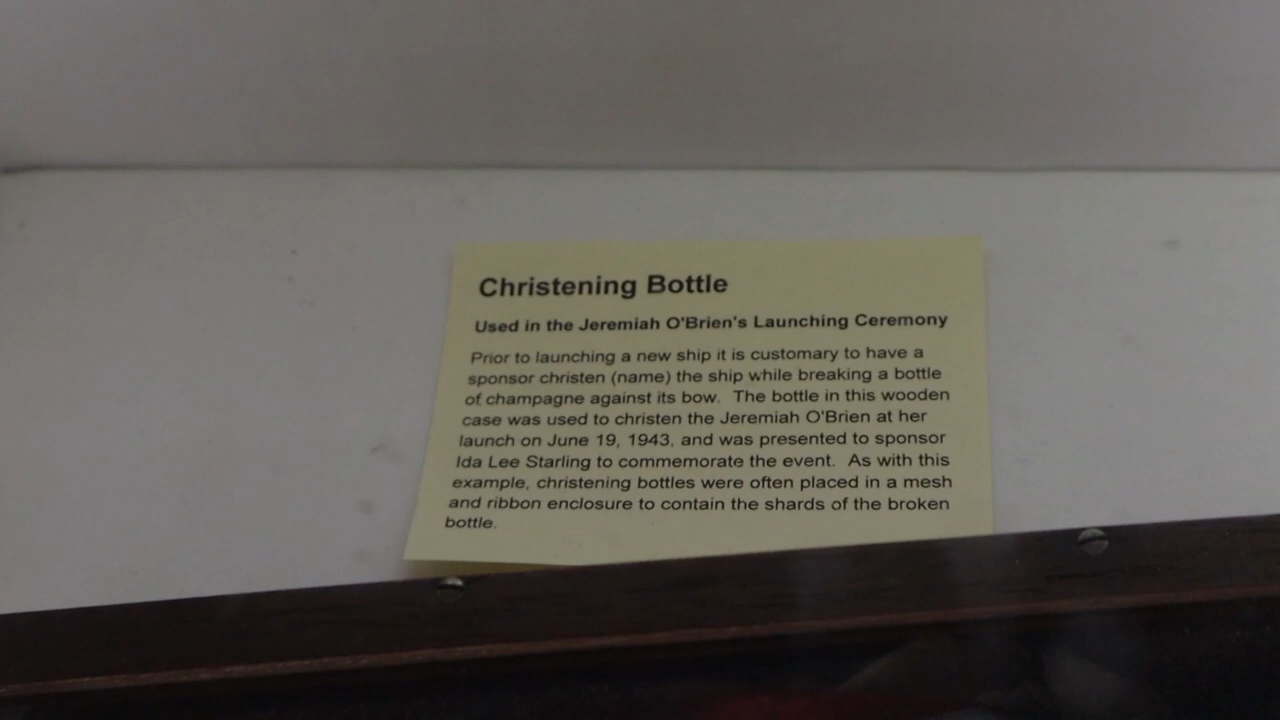 Christening Bottle
Used in the Jeremiah O'Brien's Launching Ceremony
Prior to launching a new ship it is customary to have a
sponsor christen (name) the ship while breaking a bottle
of champagne against its bow.  The bottle in this wooden
case was used to christen the Jeremiah O'Brien at her
launch on June 19, 1943, and was presented to sponsor
Ida Lee Starling to commemorate the event.  As with this
example, christening bottles were often placed in a mesh
and ribbon enclosure to contain the shards of the broken
bottle.